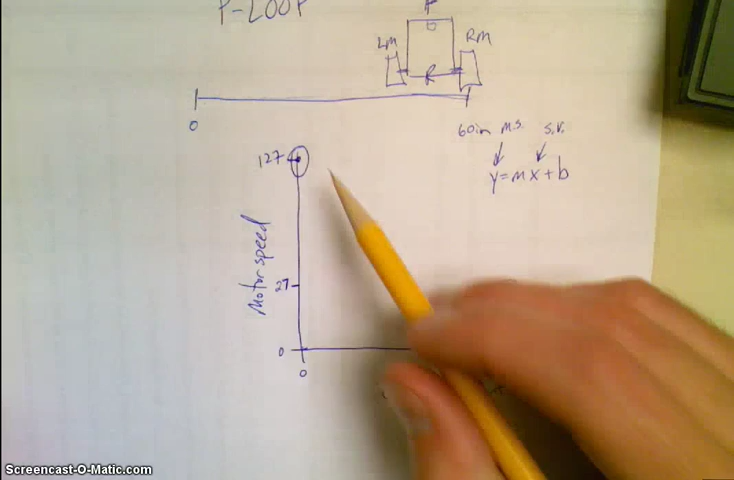 P-LOOP
F
LM
RM
R
0
60in m.s. s.v.
y=mx+b
127
Motor speed
27
0
0
Screencast-O-Matic.com